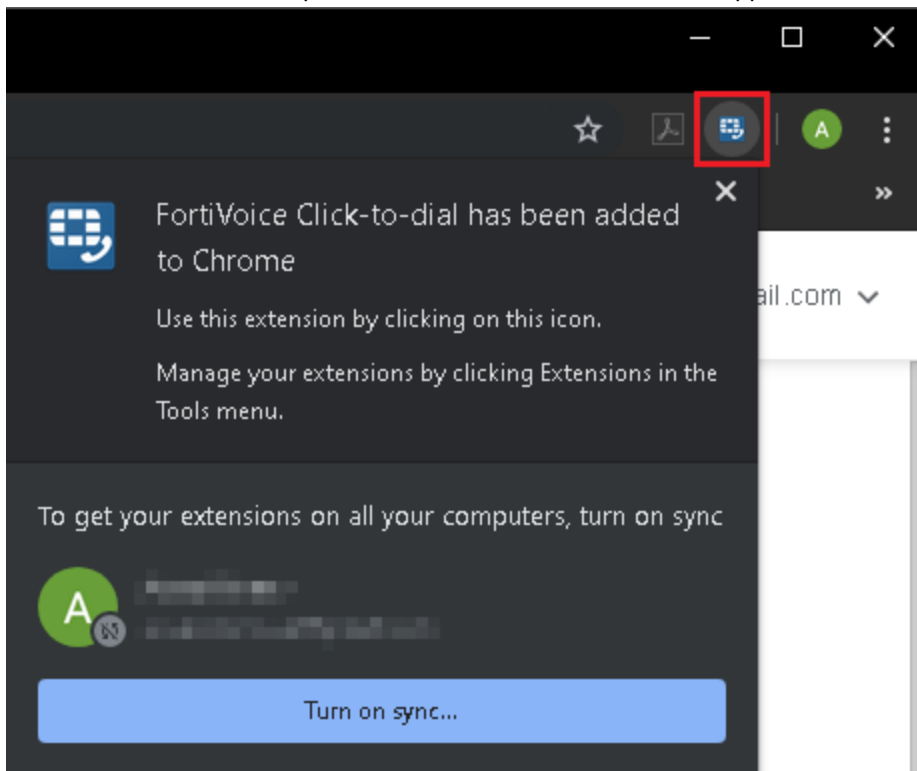 A
FortiVoice Click-to-dial has been added
to Chrome
Use this extension by clicking on this icon.
Manage your extensions by clicking Extensions in the
Tools menu.
ail.com
To get your extensions on all your computers, turn on sync
A
Turn on sync...